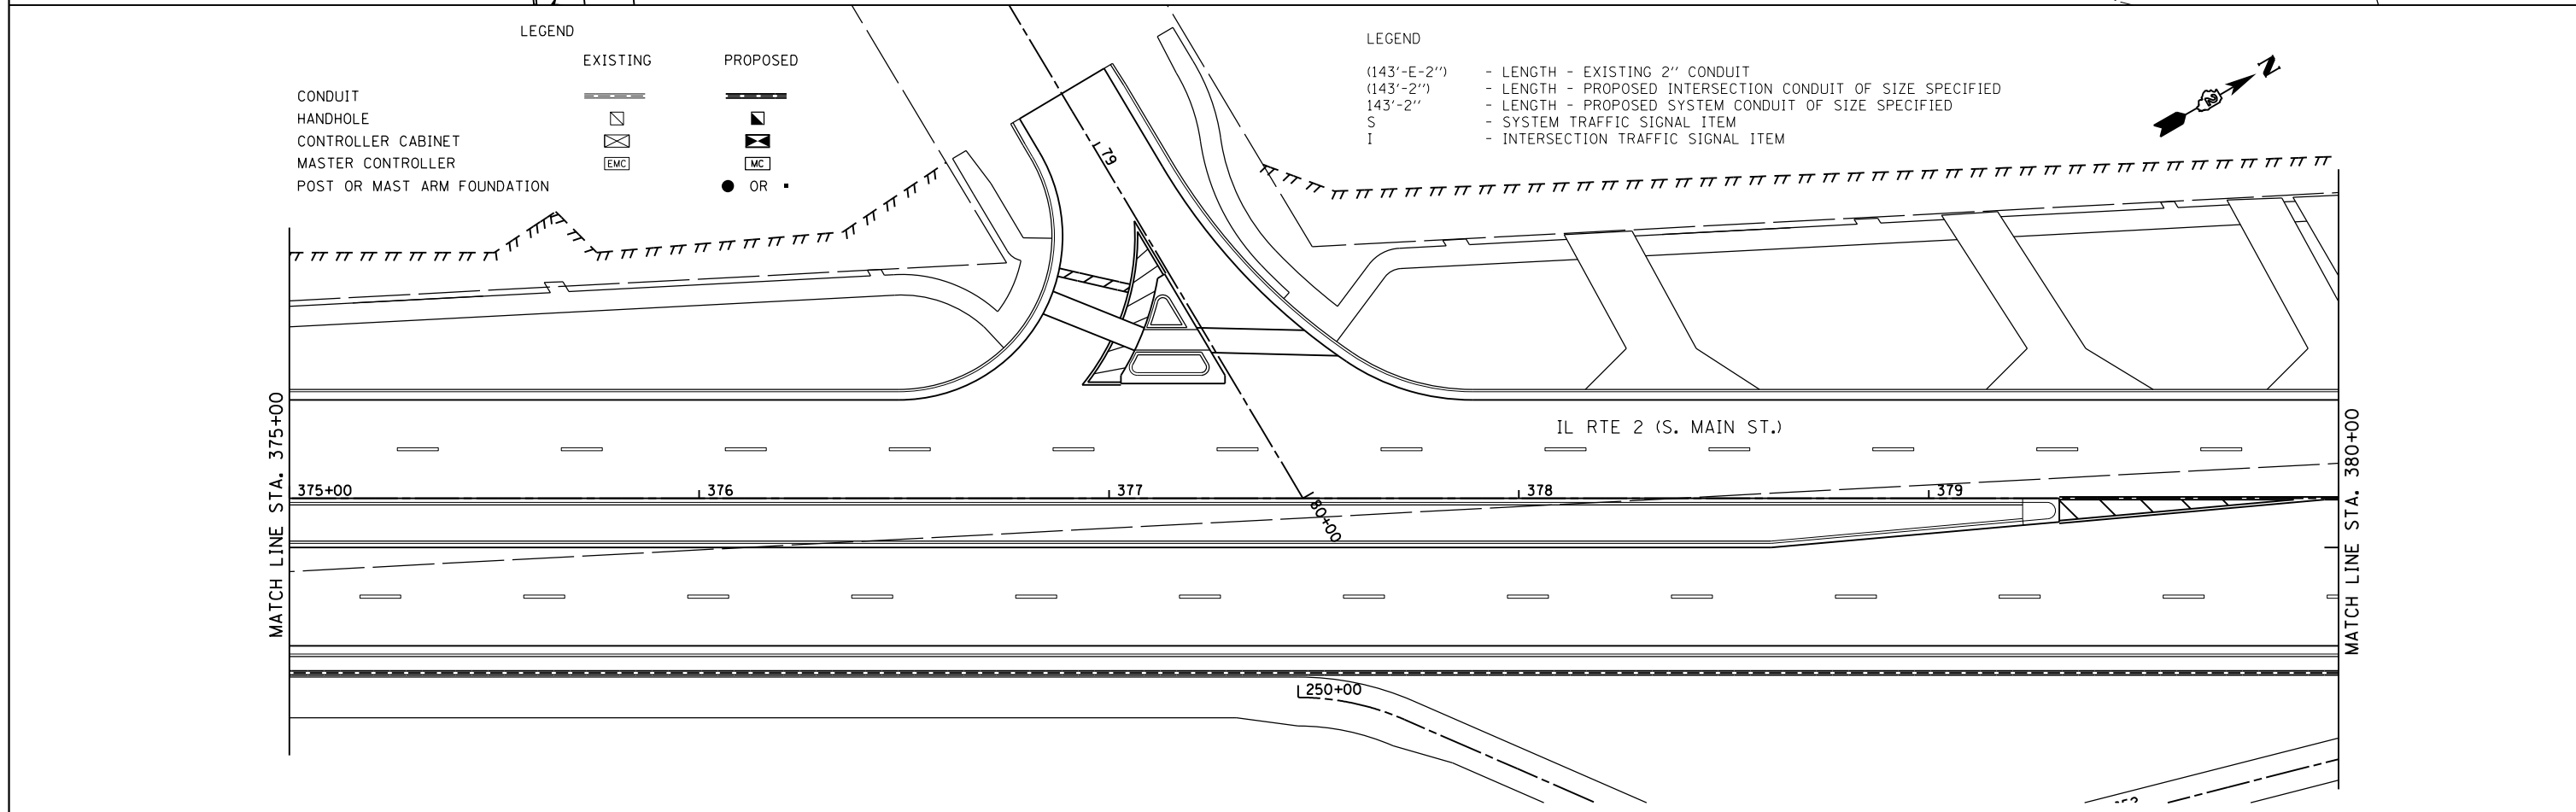 LEGEND
EXISTING PROPOSED
CONDUIT
HANDHOLE
CONTROLLER CABINET
MASTER CONTROLLER EMC MC
POST OR MAST ARM FOUNDATION OR
LEGEND
(143'-E-2'') - LENGTH - EXISTING 2'' CONDUIT
(143'-2'') - LENGTH - PROPOSED INTERSECTION CONDUIT OF SIZE SPECIFIED
143'-2'' - LENGTH - PROPOSED SYSTEM CONDUIT OF SIZE SPECIFIED
S - SYSTEM TRAFFIC SIGNAL ITEM
I - INTERSECTION TRAFFIC SIGNAL ITEM
N
2
79
IL RTE 2 (S. MAIN ST.)
MATCH LINE STA. 375+00
375+00 376 377 378 379
80+00
MATCH LINE STA. 380+00
250+00